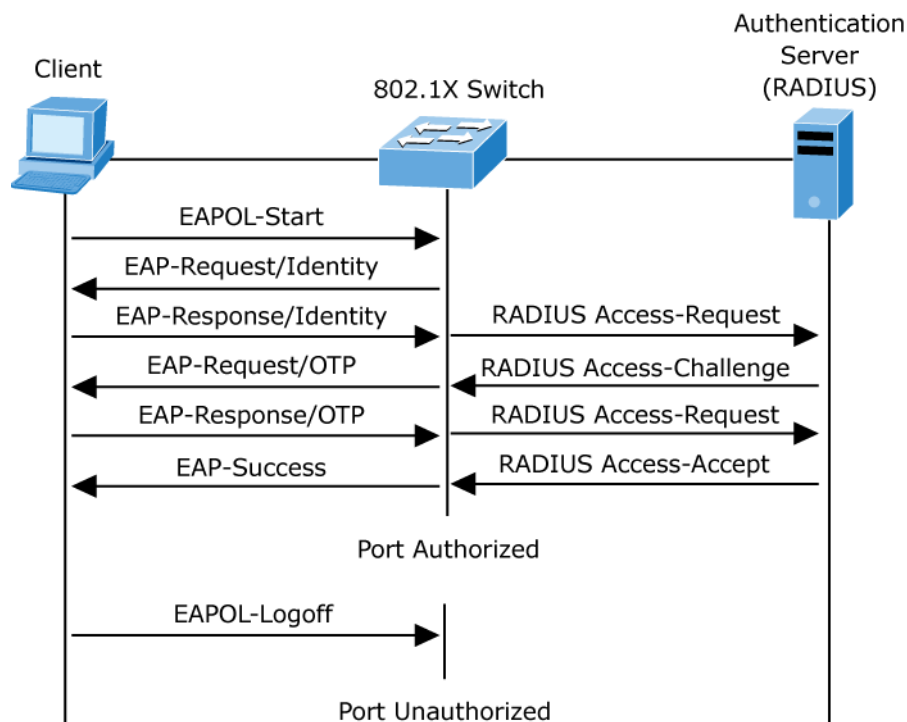 Authentication
Server
(RADIUS)
Client
802.1X Switch
EAPOL-Start
EAP-Request/Identity
EAP-Response/Identity
RADIUS Access-Request
EAP-Request/OTP
RADIUS Access-Challenge
EAP-Response/OTP
RADIUS Access-Request
EAP-Success
RADIUS Access-Accept
Port Authorized
EAPOL-Logoff
Port Unauthorized